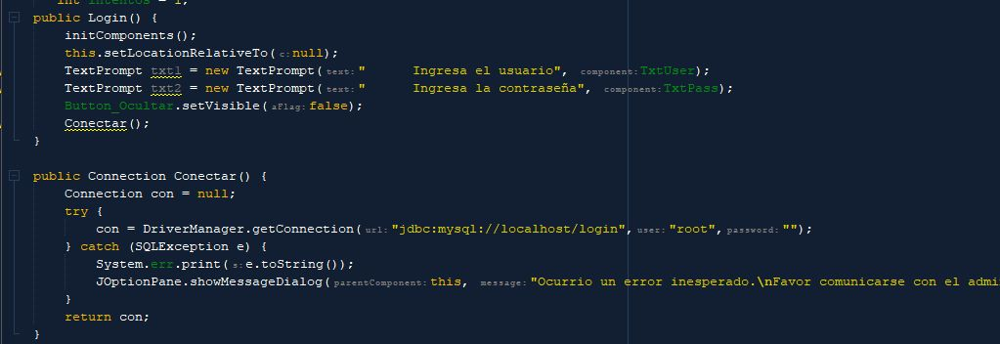 int intentos = 1;
public Login() {
initComponents();
this.setLocationRelativeTo(c:null);
TextPrompt txt1 = new TextPrompt(text:"      Ingresa el usuario", component:TxtUser);
TextPrompt txt2 = new TextPrompt(text:"      Ingresa la contraseña", component:TxtPass);
Button_Ocultar.setVisible(aFlag:false);
Conectar();
}
public Connection Conectar() {
Connection con = null;
try {
con = DriverManager.getConnection(url:"jdbc:mysql://localhost/login",user:"root",password:"");
} catch (SQLException e) {
System.err.print(s:e.toString());
JOptionPane.showMessageDialog(parentComponent:this, message:"Ocurrio un error inesperado.\nFavor comunicarse con el admi
}
return con;
}